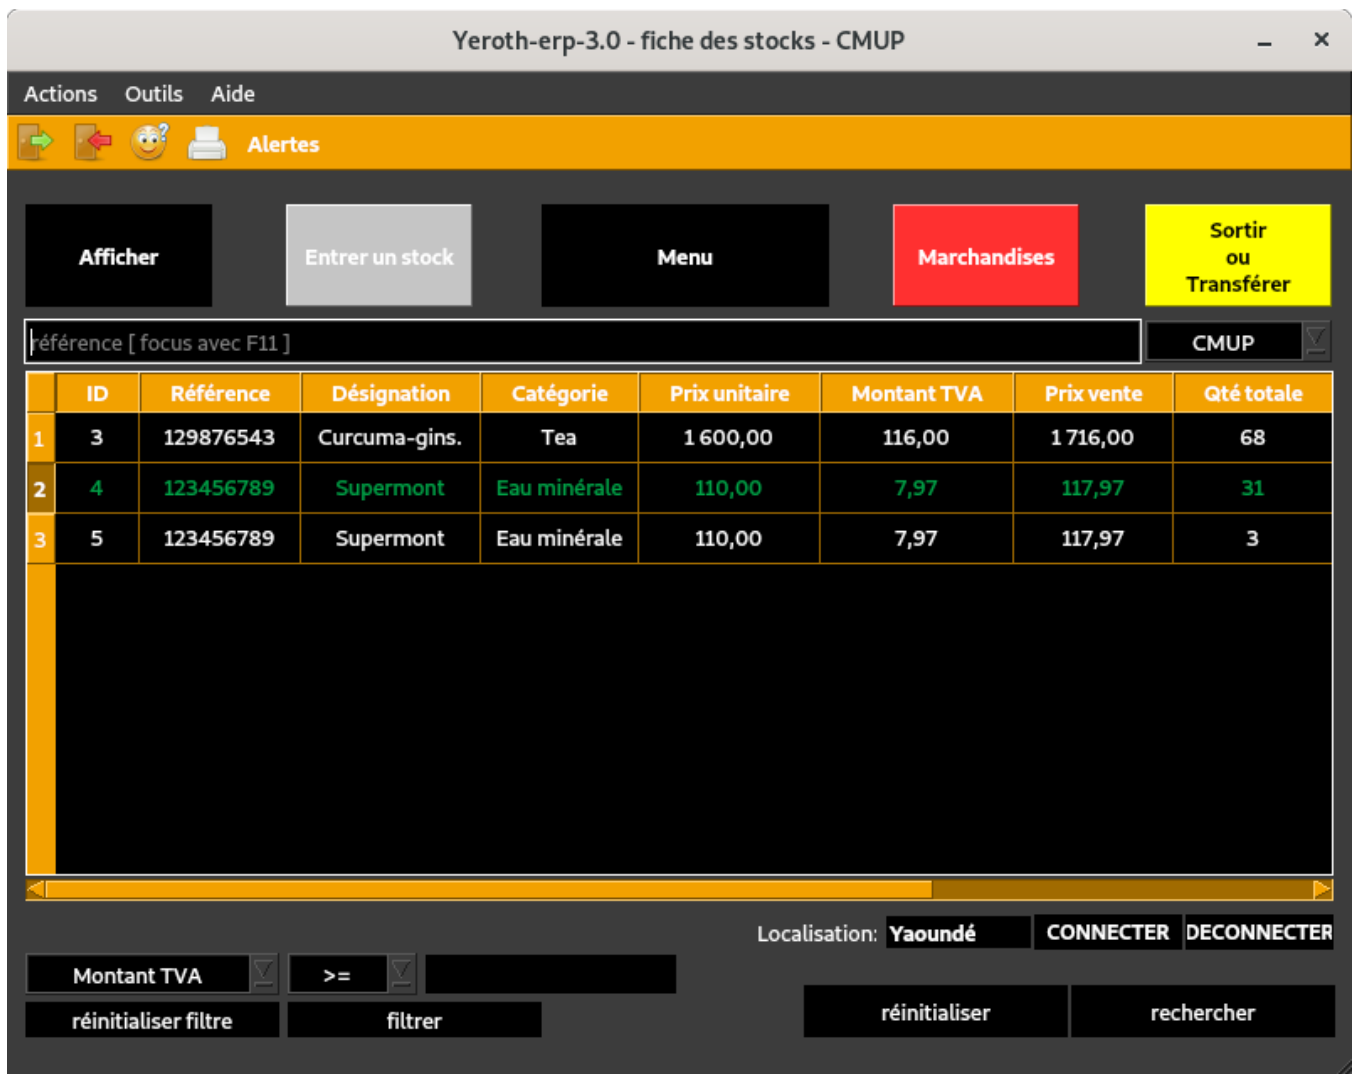 Yeroth-erp-3.0 - fiche des stocks - CMUP
Actions Outils Aide
Alertes
Afficher
Entrer un stock
Menu
Marchandises
Sortir
ou
Transférer
référence [ focus avec F11 ]
CMUP
ID Référence Désignation Catégorie Prix unitaire Montant TVA Prix vente Qté totale
1 3 129876543 Curcuma-gins. Tea 1 600,00 116,00 1 716,00 68
2 4 123456789 Supermont Eau minérale 110,00 7,97 117,97 31
3 5 123456789 Supermont Eau minérale 110,00 7,97 117,97 3
Localisation: Yaoundé CONNECTER DECONNECTER
Montant TVA >=
réinitialiser filtre filtrer
réinitialiser rechercher